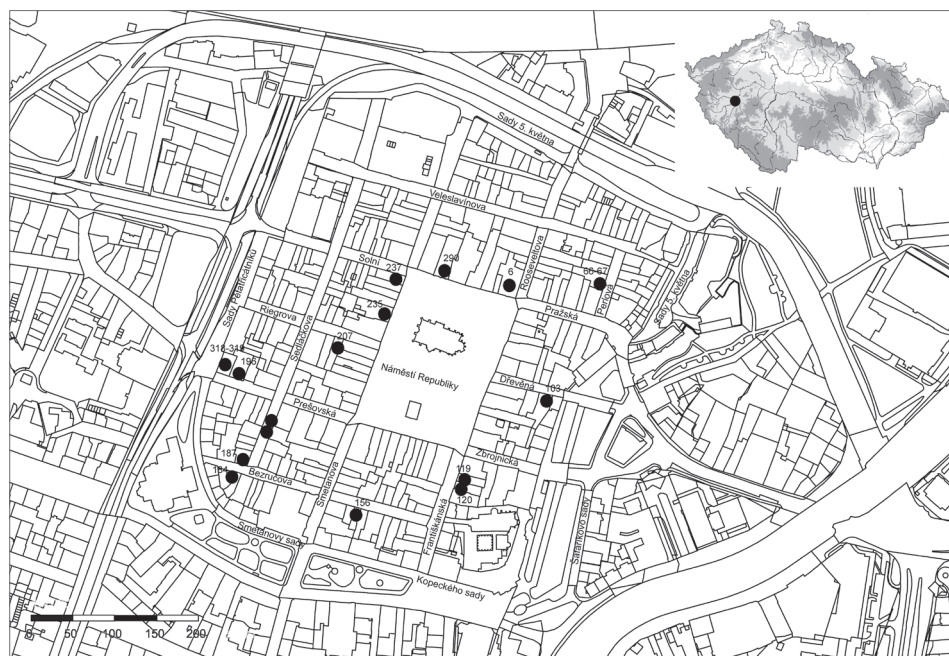 Sady 5. května
Veleslavínova
Solní
237
290
6
Rooseveltova
66-67
Perlová
Sady 5. května
Sady Pětatřicátníků
Riegrova
Sedláčkova
235
207
Pražská
318-319
196
Náměstí Republiky
Dřevěná
103
Prešovská
Zbrojnická
187
184
Bezručova
Smetanova
119
120
156
Františkánská
Šafaříkovo sady
Smetanovy sady
Kopeckého sady
0 50 100 150 200